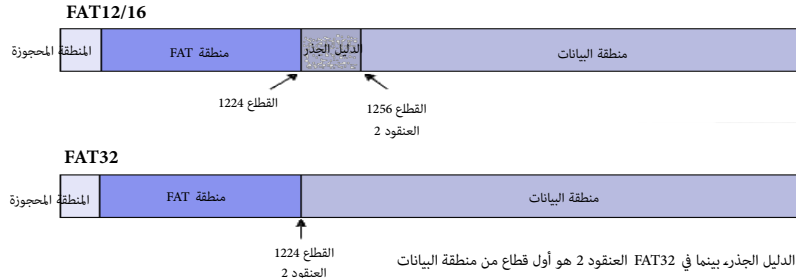 FAT12/16
المنطقة المحجوزة
منطقة FAT
الدليل الجذر
منطقة البيانات
القطاع 1224
القطاع 1256
العنقود 2
FAT32
المنطقة المحجوزة
منطقة FAT
منطقة البيانات
القطاع 1224
العنقود 2
الدليل الجذر، بينما في FAT32 العنقود 2 هو أول قطاع من منطقة البيانات